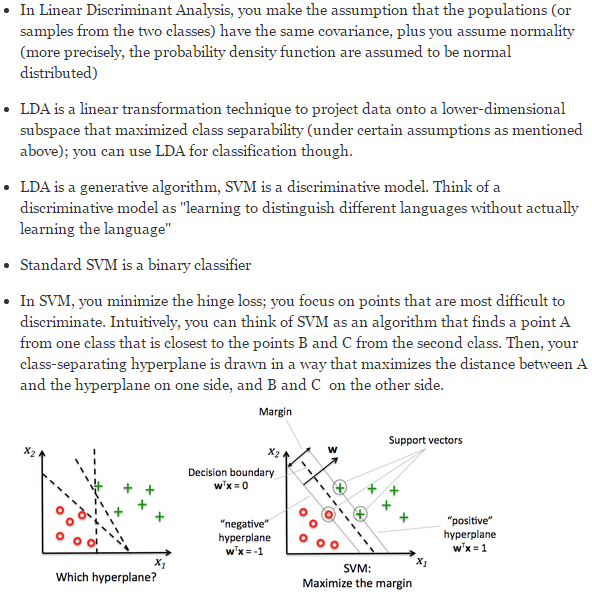 • In Linear Discriminant Analysis, you make the assumption that the populations (or
samples from the two classes) have the same covariance, plus you assume normality
(more precisely, the probability density function are assumed to be normal
distributed)
• LDA is a linear transformation technique to project data onto a lower-dimensional
subspace that maximized class separability (under certain assumptions as mentioned
above); you can use LDA for classification though.
• LDA is a generative algorithm, SVM is a discriminative model. Think of a
discriminative model as "learning to distinguish different languages without actually
learning the language"
• Standard SVM is a binary classifier
• In SVM, you minimize the hinge loss; you focus on points that are most difficult to
discriminate. Intuitively, you can think of SVM as an algorithm that finds a point A
from one class that is closest to the points B and C from the second class. Then, your
class-separating hyperplane is drawn in a way that maximizes the distance between A
and the hyperplane on one side, and B and C on the other side.
x₂
x₁
Which hyperplane?
Margin
Support vectors
x₂
w
Decision boundary
wᵀx = 0
“negative”
hyperplane
wᵀx = -1
“positive”
hyperplane
wᵀx = 1
x₁
SVM:
Maximize the margin